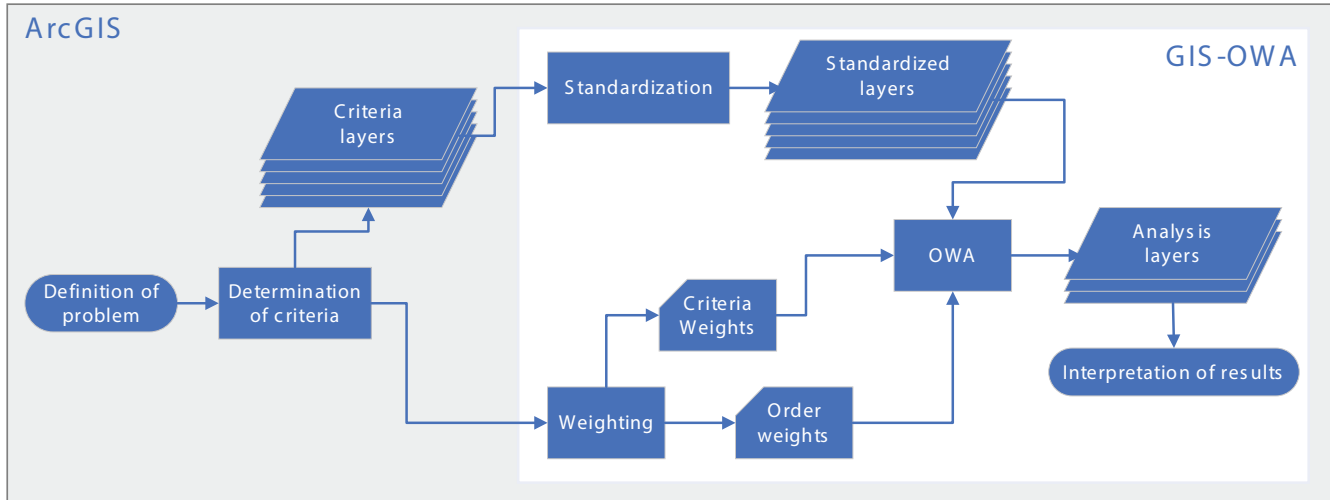 ArcGIS
GIS-OWA
Criteria
layers
Standardization
Standardized
layers
Definition of
problem
Determination
of criteria
OWA
Analysis
layers
Criteria
Weights
Weighting
Order
weights
Interpretation of results